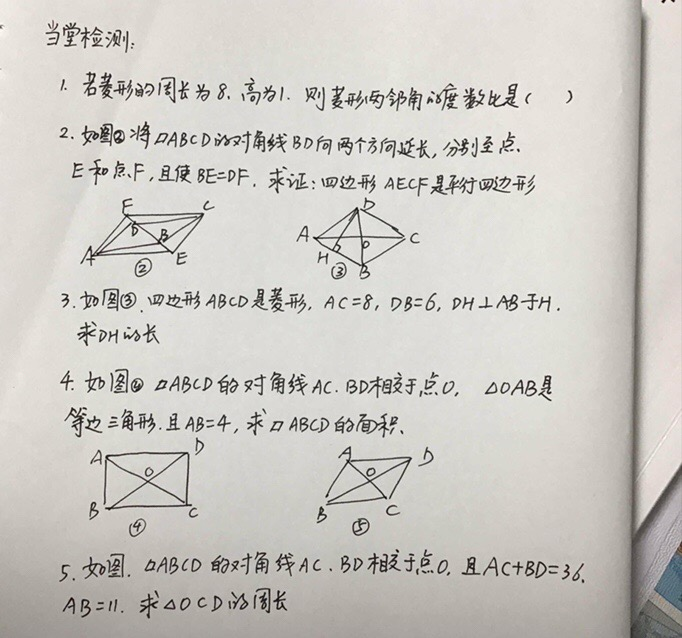 当堂检测:
1. 若菱形的周长为8,高为1.则菱形两邻角的度数比是( )
2. 如图②将▱ABCD的对角线BD向两个方向延长,分别至点
E和点F,且使BE=DF.求证:四边形AECF是平行四边形
F C D B A E ②
D A O C H B ③
3. 如图③.四边形ABCD是菱形,AC=8,DB=6,DH⊥AB于H.
求DH的长
4. 如图④ ▱ABCD的对角线AC.BD相交于点O, △OAB是
等边三角形.且AB=4,求▱ABCD的面积.
A D O B C ④
A D O B C ⑤
5. 如图.▱ABCD的对角线AC.BD相交于点O,且AC+BD=36,
AB=11.求△OCD的周长